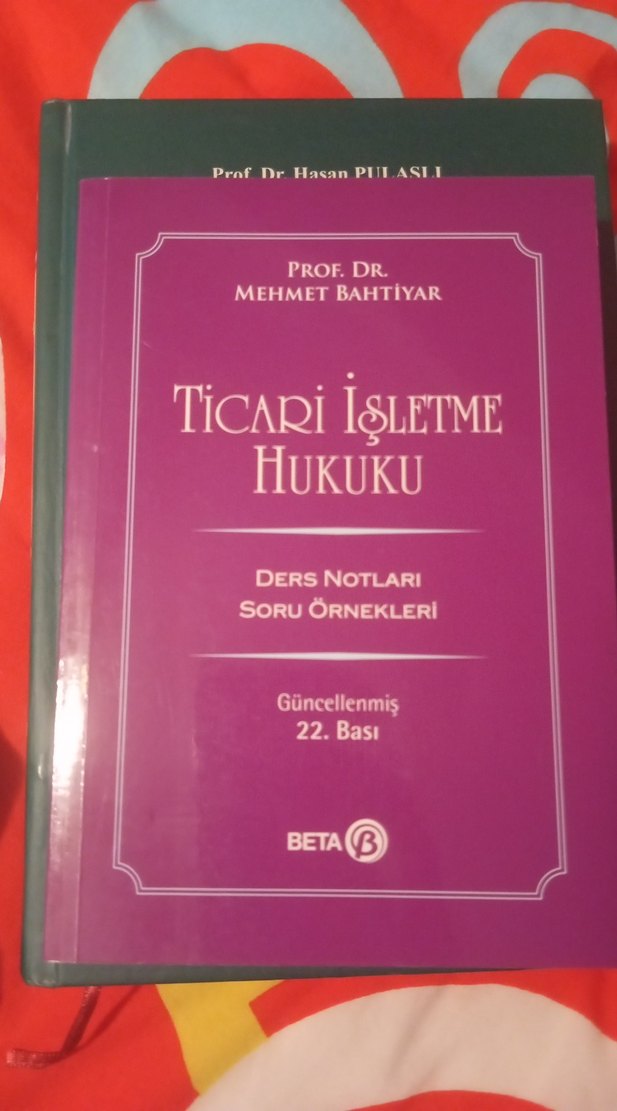 Prof. Dr. Hasan PULAŞLI
PROF. DR.
MEHMET BAHTİYAR
TİCARİ İŞLETME
HUKUKU
DERS NOTLARI
SORU ÖRNEKLERİ
Güncellenmiş
22. Bası
BETA β